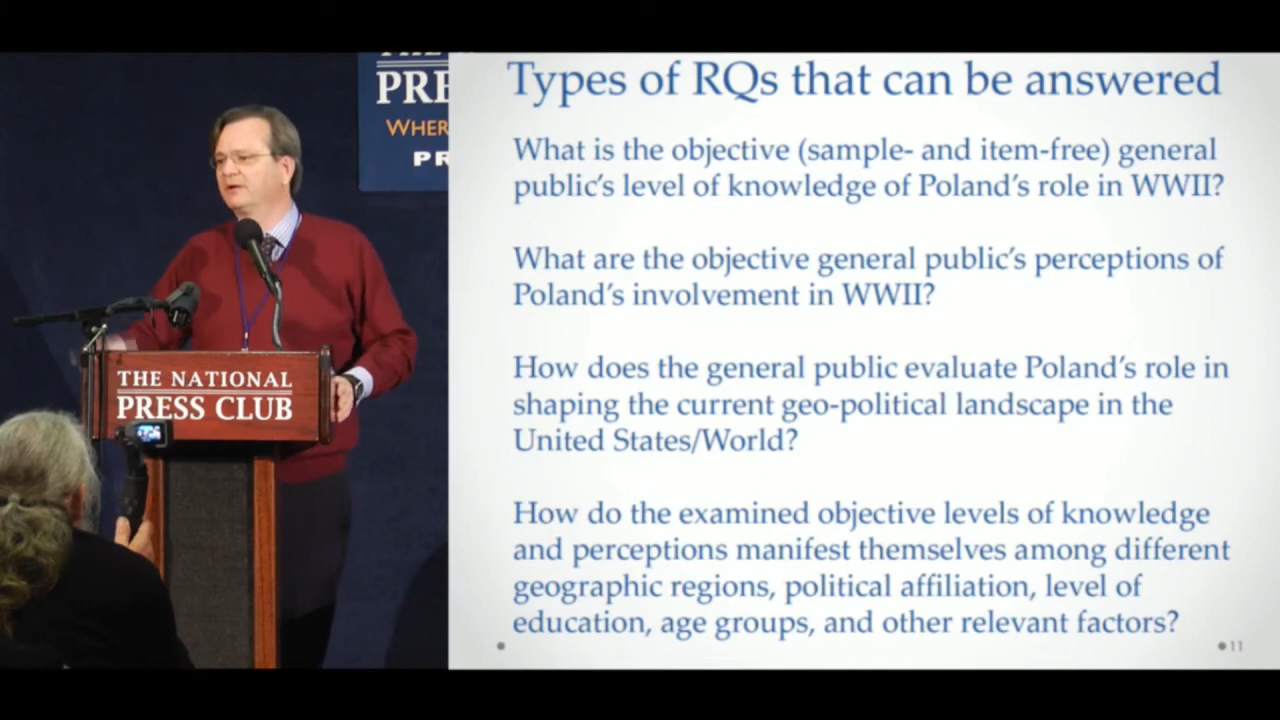 PRE
WHER
PR
THE NATIONAL
PRESS CLUB
Types of RQs that can be answered
What is the objective (sample- and item-free) general
public's level of knowledge of Poland's role in WWII?
What are the objective general public's perceptions of
Poland's involvement in WWII?
How does the general public evaluate Poland's role in
shaping the current geo-political landscape in the
United States/World?
How do the examined objective levels of knowledge
and perceptions manifest themselves among different
geographic regions, political affiliation, level of
education, age groups, and other relevant factors?
11